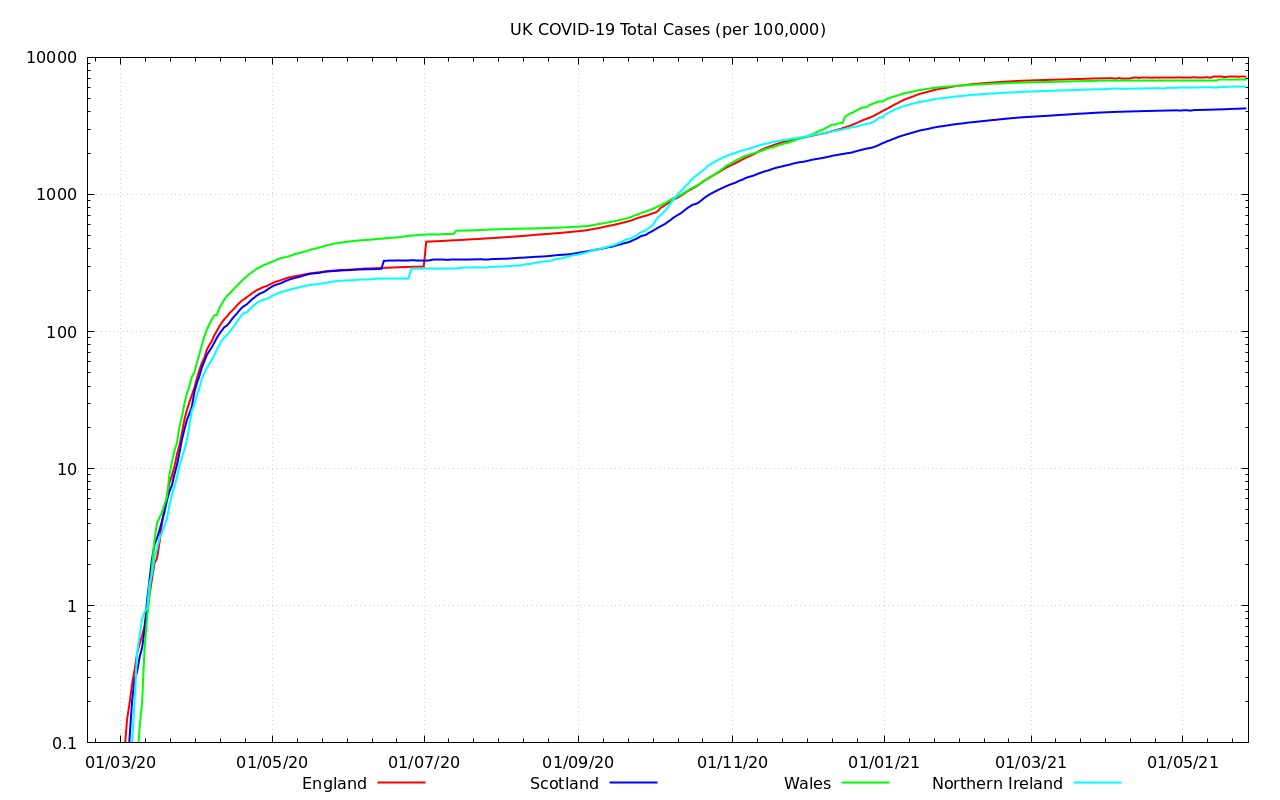 UK COVID-19 Total Cases (per 100,000)
10000
1000
100
10
1
0.1
01/03/20 01/05/20 01/07/20 01/09/20 01/11/20 01/01/21 01/03/21 01/05/21
England Scotland Wales Northern Ireland